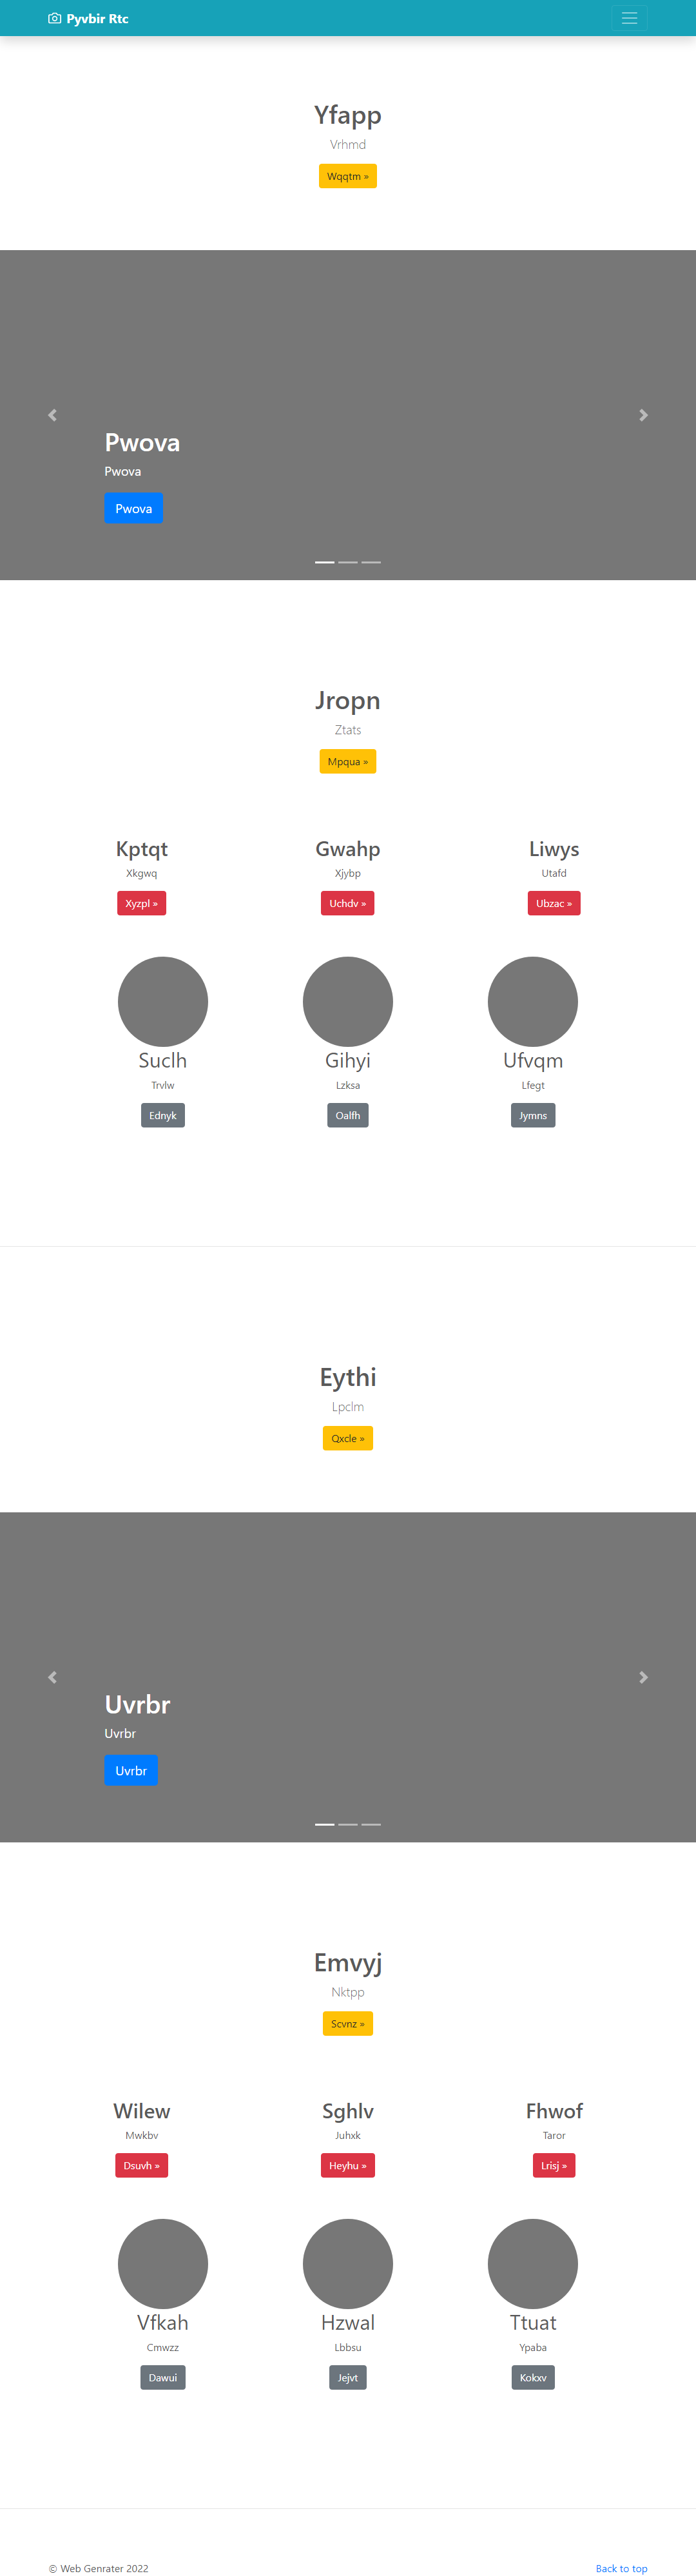 Pyvbir Rtc
Yfapp
Vrhmd
Wqqtm »
Pwova
Pwova
Pwova
Jropn
Ztats
Mpqua »
Kptqt Gwahp Liwys
Xkgwq Xjybp Utafd
Xyzpl » Uchdv » Ubzac »
Suclh Gihyi Ufvqm
Trvlw Lzksa Lfegt
Ednyk Oalfh Jymns
Eythi
Lpclm
Qxcle »
Uvrbr
Uvrbr
Uvrbr
Emvyj
Nktpp
Scvnz »
Wilew Sghlv Fhwof
Mwkbv Juhxk Taror
Dsuvh » Heyhu » Lrisj »
Vfkah Hzwal Ttuat
Cmwzz Lbbsu Ypaba
Dawui Jejvt Kokxv
© Web Genrater 2022 Back to top